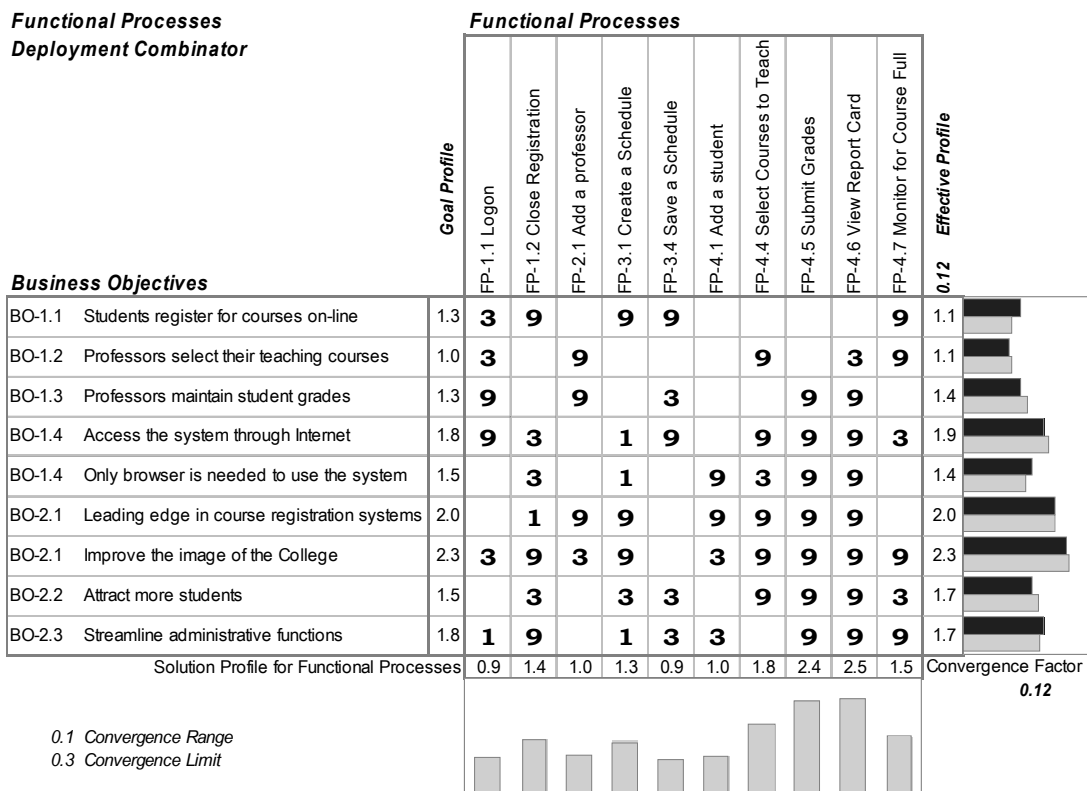 Functional Processes
Deployment Combinator
Functional Processes
Goal Profile
FP-1.1 Logon
FP-1.2 Close Registration
FP-2.1 Add a professor
FP-3.1 Create a Schedule
FP-3.4 Save a Schedule
FP-4.1 Add a student
FP-4.4 Select Courses to Teach
FP-4.5 Submit Grades
FP-4.6 View Report Card
FP-4.7 Monitor for Course Full
0.12 Effective Profile
Business Objectives
BO-1.1 Students register for courses on-line 1.3 3 9 9 9 9 1.1
BO-1.2 Professors select their teaching courses 1.0 3 9 9 3 9 1.1
BO-1.3 Professors maintain student grades 1.3 9 9 3 9 9 1.4
BO-1.4 Access the system through Internet 1.8 9 3 1 9 9 9 9 3 1.9
BO-1.4 Only browser is needed to use the system 1.5 3 1 9 3 9 9 1.4
BO-2.1 Leading edge in course registration systems 2.0 1 9 9 9 9 9 9 2.0
BO-2.1 Improve the image of the College 2.3 3 9 3 9 3 9 9 9 9 2.3
BO-2.2 Attract more students 1.5 3 3 3 9 9 9 3 1.7
BO-2.3 Streamline administrative functions 1.8 1 9 1 3 3 9 9 9 1.7
Solution Profile for Functional Processes 0.9 1.4 1.0 1.3 0.9 1.0 1.8 2.4 2.5 1.5 Convergence Factor
0.12
0.1 Convergence Range
0.3 Convergence Limit